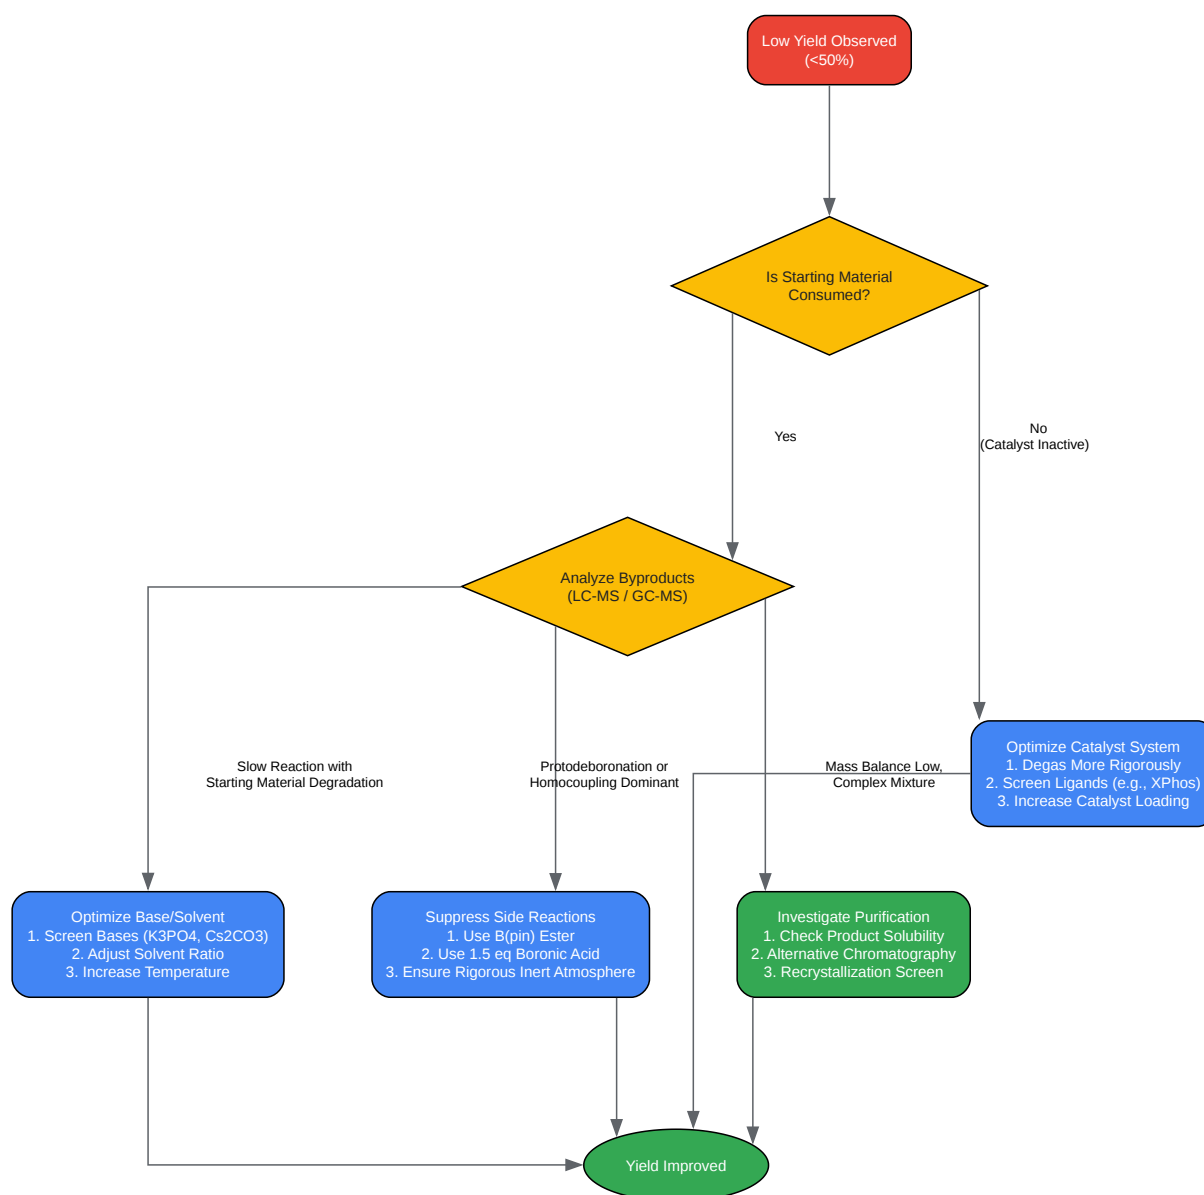 Low Yield Observed
(<50%)
Is Starting Material
Consumed?
Yes
No
(Catalyst Inactive)
Analyze Byproducts
(LC-MS / GC-MS)
Slow Reaction with
Starting Material Degradation
Protodeboronation or
Homocoupling Dominant
Mass Balance Low,
Complex Mixture
Optimize Catalyst System
1. Degas More Rigorously
2. Screen Ligands (e.g., XPhos)
3. Increase Catalyst Loading
Optimize Base/Solvent
1. Screen Bases (K3PO4, Cs2CO3)
2. Adjust Solvent Ratio
3. Increase Temperature
Suppress Side Reactions
1. Use B(pin) Ester
2. Use 1.5 eq Boronic Acid
3. Ensure Rigorous Inert Atmosphere
Investigate Purification
1. Check Product Solubility
2. Alternative Chromatography
3. Recrystallization Screen
Yield Improved